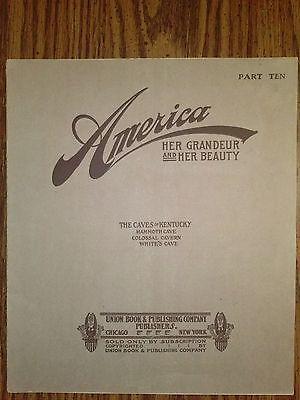 PART TEN
America
HER GRANDEUR
AND HER BEAUTY
THE CAVES OF KENTUCKY
MAMMOTH CAVE
COLOSSAL CAVERN
WHITE'S CAVE
UNION BOOK & PUBLISHING COMPANY
PUBLISHERS
CHICAGO NEW YORK
SOLD ONLY BY SUBSCRIPTION
COPYRIGHTED BY
UNION BOOK & PUBLISHING COMPANY